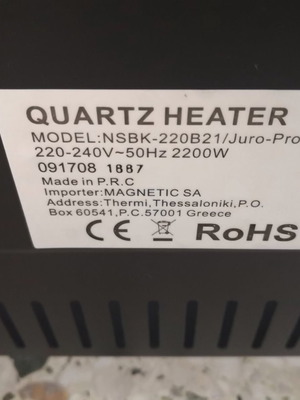 QUARTZ HEATER
MODEL:NSBK-220B21/Juro-Pro
220-240V~50Hz 2200W
091708 1887
Made in P.R.C
Importer: MAGNETIC SA
Address:Thermi,Thessaloniki,P.O.
Box 60541,P.C.57001 Greece
CE RoHS